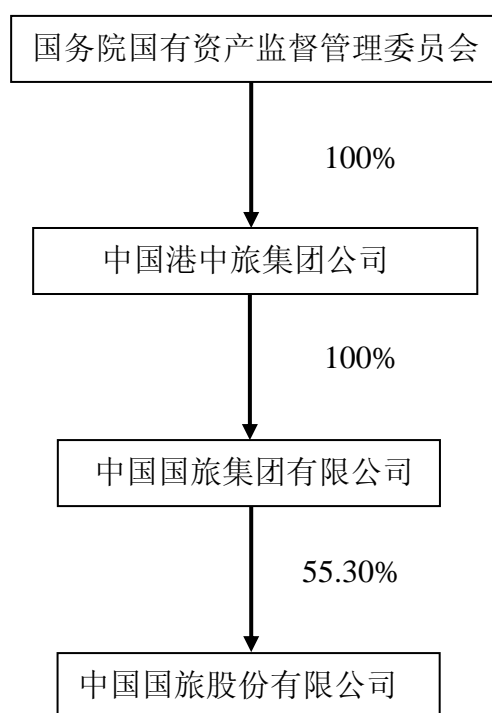 国务院国有资产监督管理委员会
100%
中国港中旅集团公司
100%
中国国旅集团有限公司
55.30%
中国国旅股份有限公司